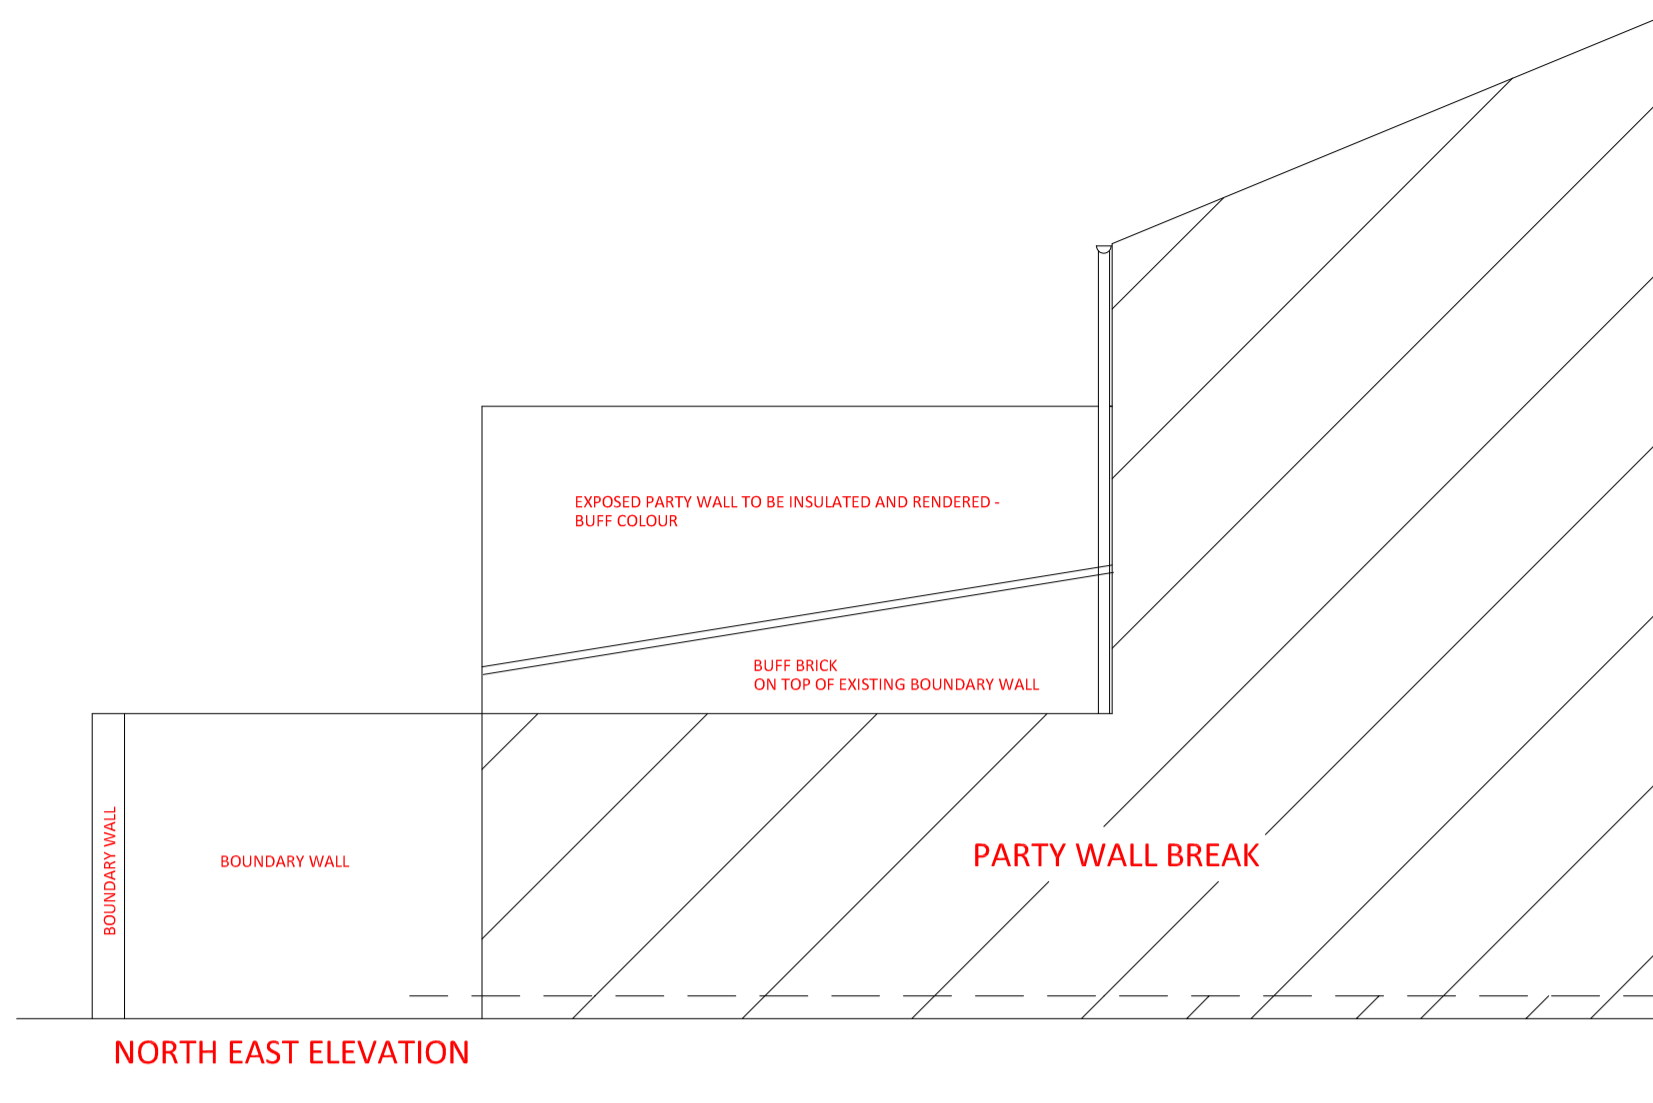 EXPOSED PARTY WALL TO BE INSULATED AND RENDERED -
BUFF COLOUR
BUFF BRICK
ON TOP OF EXISTING BOUNDARY WALL
BOUNDARY WALL
BOUNDARY WALL
PARTY WALL BREAK
NORTH EAST ELEVATION